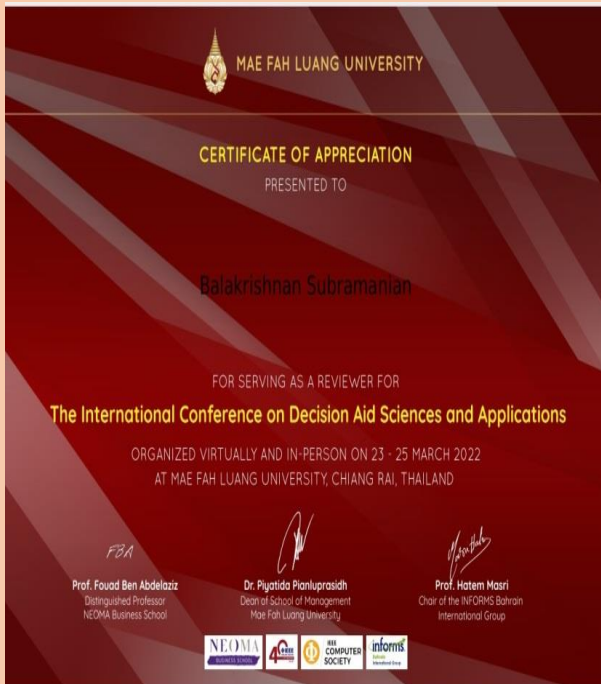 MAE FAH LUANG UNIVERSITY
CERTIFICATE OF APPRECIATION
PRESENTED TO
Balakrishnan Subramanian
FOR SERVING AS A REVIEWER FOR
The International Conference on Decision Aid Sciences and Applications
ORGANIZED VIRTUALLY AND IN-PERSON ON 23 - 25 MARCH 2022
AT MAE FAH LUANG UNIVERSITY, CHIANG RAI, THAILAND
FBA
Prof. Fouad Ben Abdelaziz
Distinguished Professor
NEOMA Business School
Dr. Piyatida Pianluprasidh
Dean of School of Management
Mae Fah Luang University
Prof. Hatem Masri
Chair of the INFORMS Bahrain
International Group
NEOMA
BUSINESS SCHOOL
IEEE
COMPUTER
SOCIETY
informs
International Group